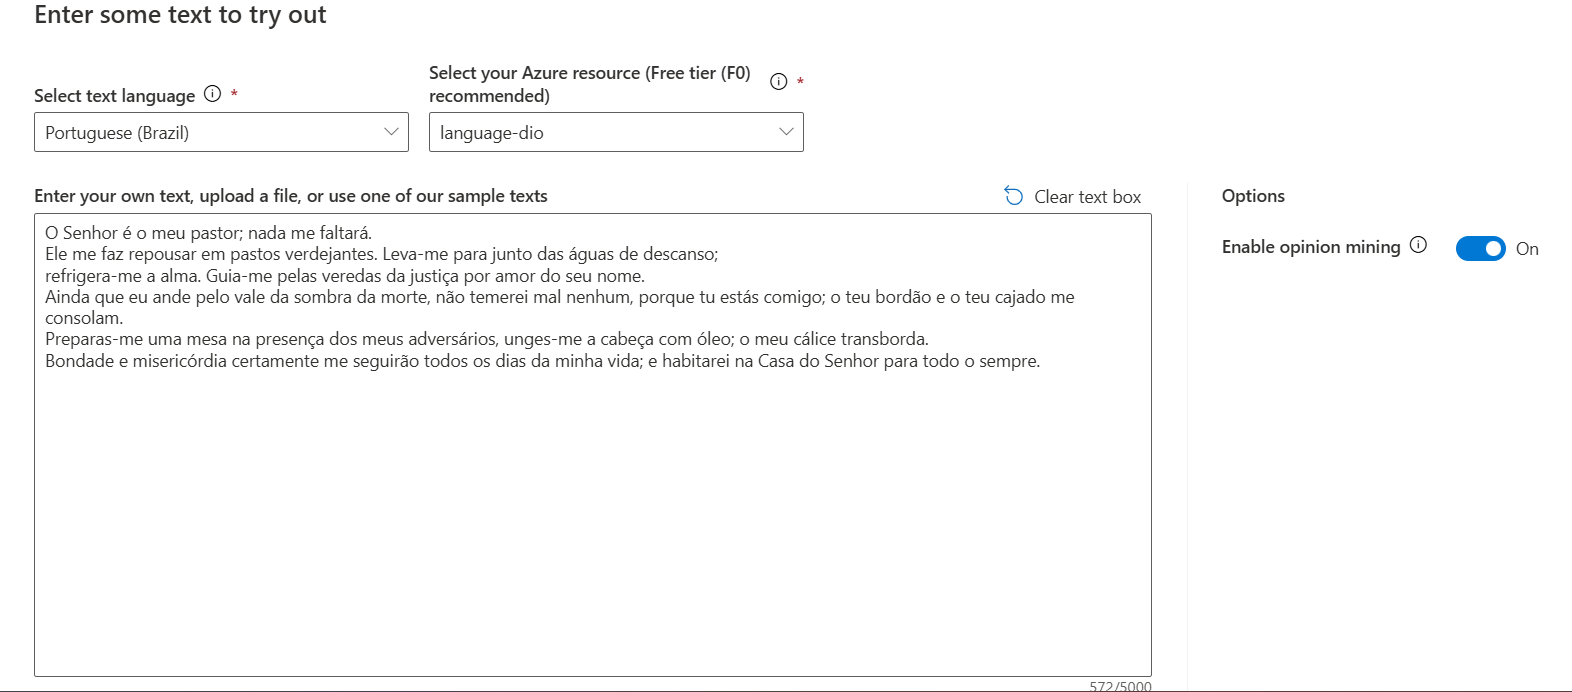 Enter some text to try out
Select text language *
Select your Azure resource (Free tier (F0)
recommended) *
Portuguese (Brazil)
language-dio
Enter your own text, upload a file, or use one of our sample texts
Clear text box
O Senhor é o meu pastor; nada me faltará.
Ele me faz repousar em pastos verdejantes. Leva-me para junto das águas de descanso;
refrigera-me a alma. Guia-me pelas veredas da justiça por amor do seu nome.
Ainda que eu ande pelo vale da sombra da morte, não temerei mal nenhum, porque tu estás comigo; o teu bordão e o teu cajado me
consolam.
Preparas-me uma mesa na presença dos meus adversários, unges-me a cabeça com óleo; o meu cálice transborda.
Bondade e misericórdia certamente me seguirão todos os dias da minha vida; e habitarei na Casa do Senhor para todo o sempre.
572/5000
Options
Enable opinion mining
On